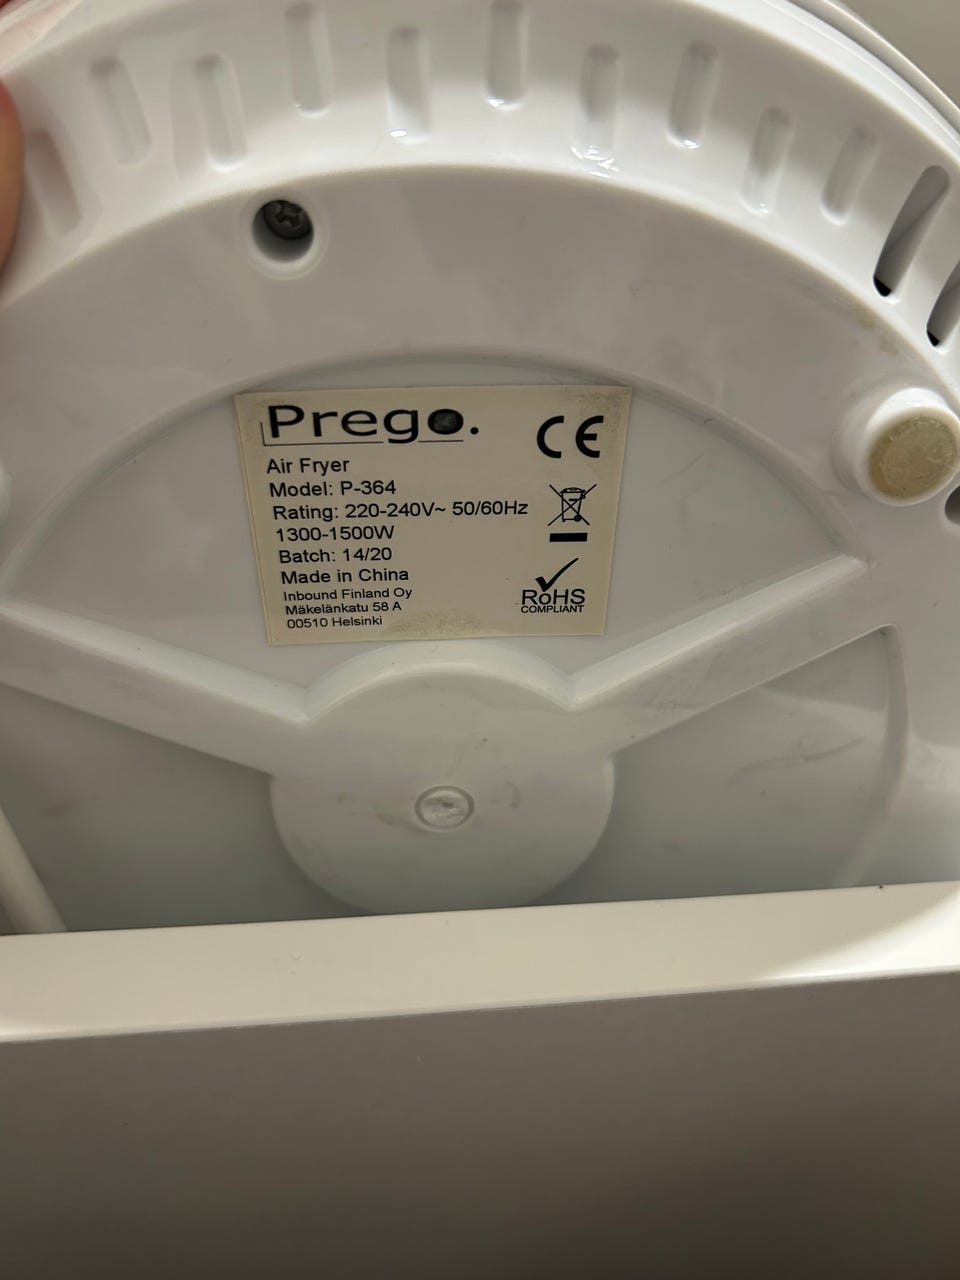 Prego.
CE
Air Fryer
Model: P-364
Rating: 220-240V~ 50/60Hz
1300-1500W
Batch: 14/20
Made in China
Inbound Finland Oy
Mäkelänkatu 58 A
00510 Helsinki
RoHS
COMPLIANT